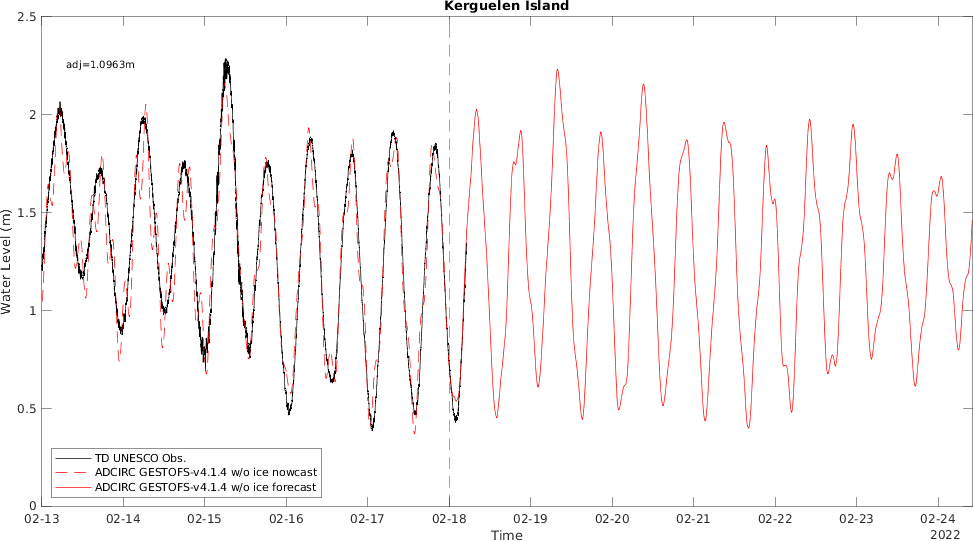 Kerguelen Island
2.5
adj=1.0963m
2
1.5
Water Level (m)
1
0.5
TD UNESCO Obs.
ADCIRC GESTOFS-v4.1.4 w/o ice nowcast
ADCIRC GESTOFS-v4.1.4 w/o ice forecast
0
02-13 02-14 02-15 02-16 02-17 02-18 02-19 02-20 02-21 02-22 02-23 02-24
Time
2022